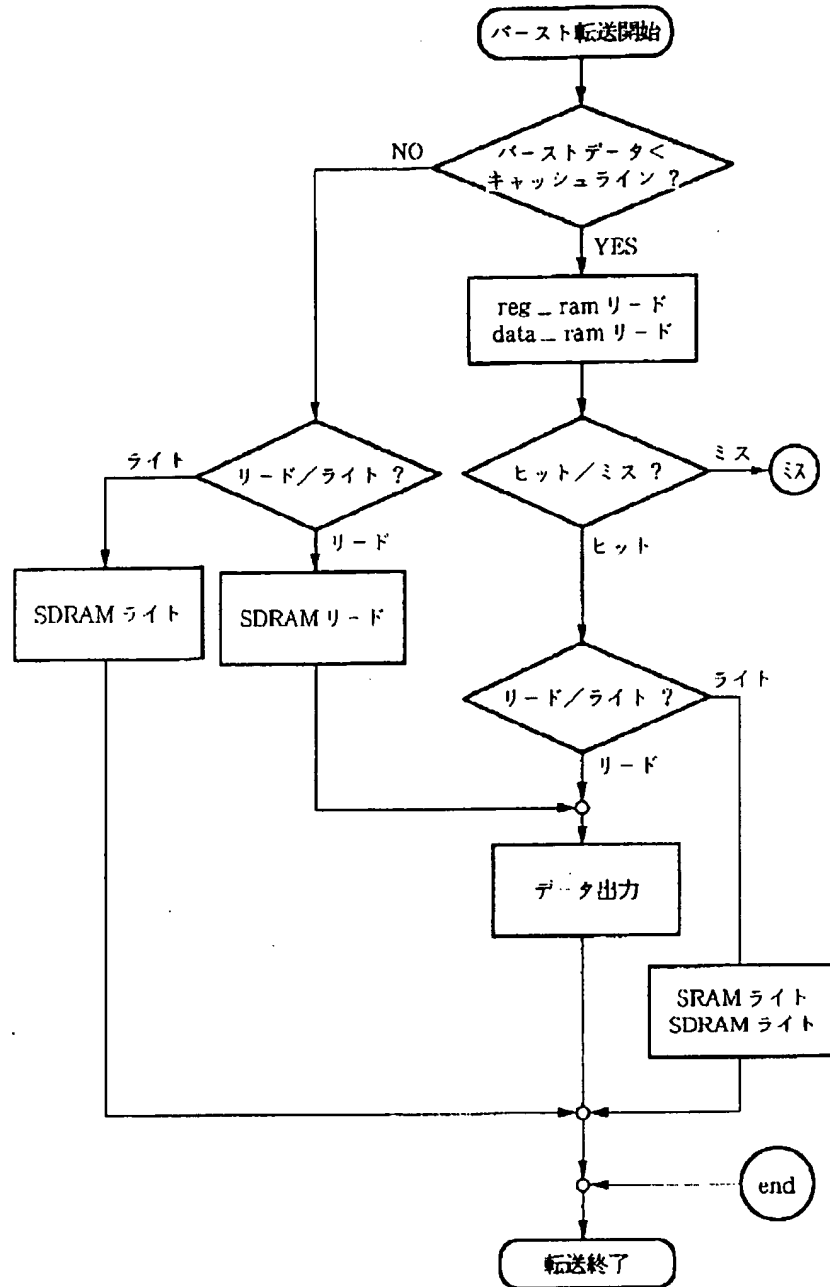 バースト転送開始
バーストデータ<
キャッシュライン ?
NO
YES
reg_ram リード
data_ram リード
ライト
リード/ライト ?
ヒット/ミス ?
ミス
ミス
リード
ヒット
SDRAM ライト
SDRAM リード
リード/ライト ?
ライト
リード
データ出力
SRAM ライト
SDRAM ライト
end
転送終了